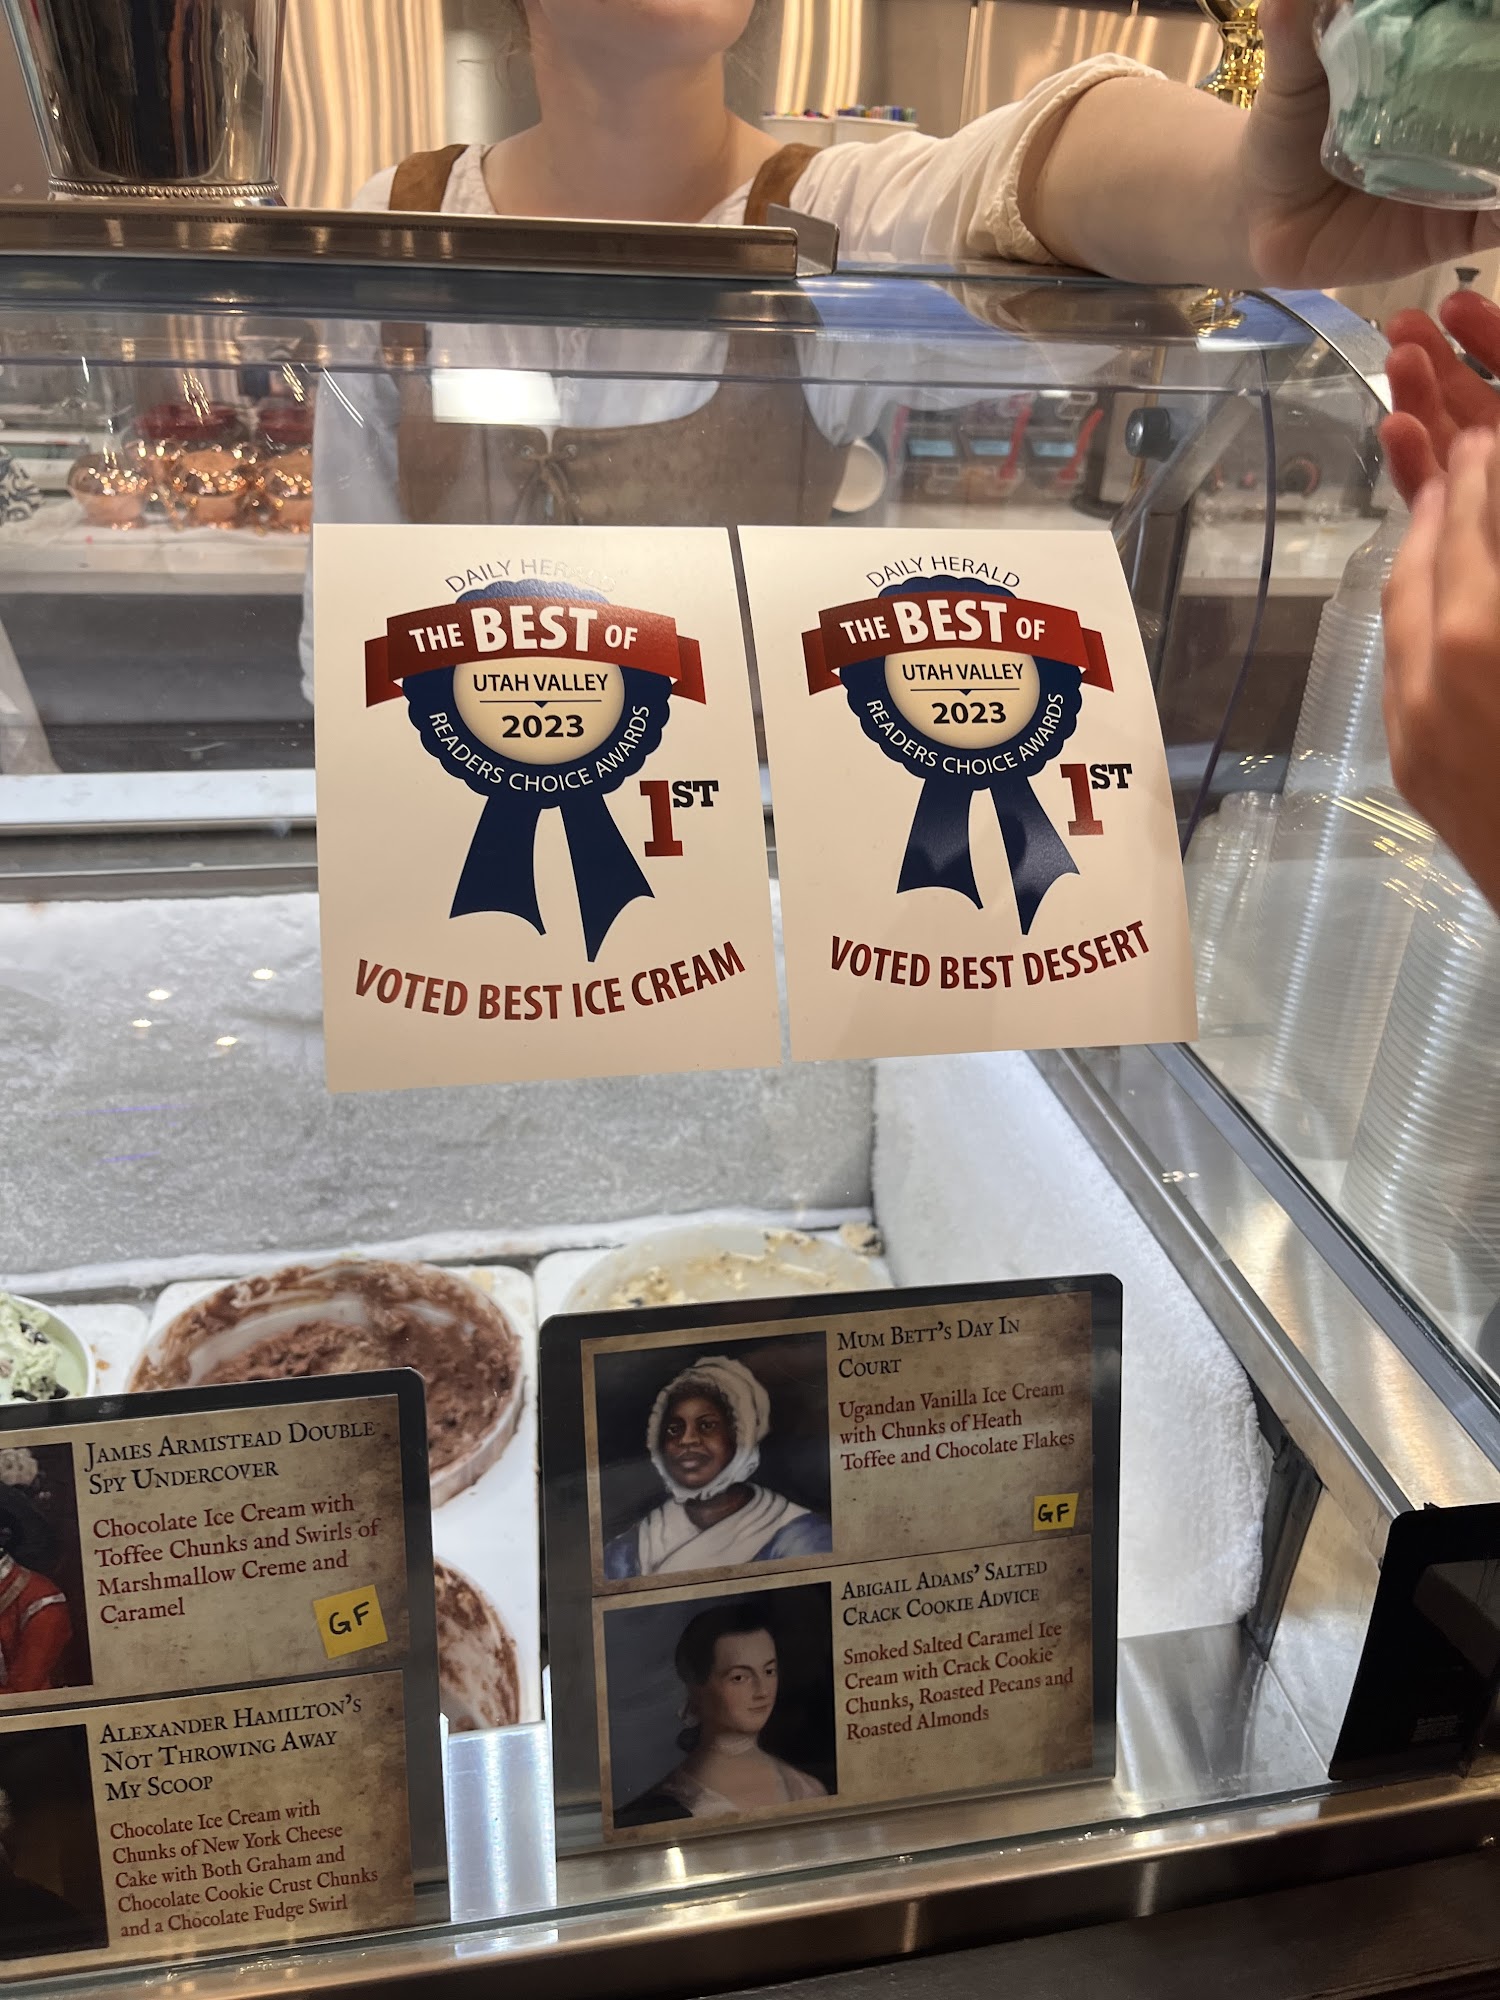 DAILY HERALD
THE BEST OF
UTAH VALLEY
2023
READERS CHOICE AWARDS
1ST
VOTED BEST ICE CREAM
DAILY HERALD
THE BEST OF
UTAH VALLEY
2023
READERS CHOICE AWARDS
1ST
VOTED BEST DESSERT
James Armistead Double
Spy Undercover
Chocolate Ice Cream with
Toffee Chunks and Swirls of
Marshmallow Creme and
Caramel
GF
Alexander Hamilton's
Not Throwing Away
My Scoop
Chocolate Ice Cream with
Chunks of New York Cheese
Cake with Both Graham and
Chocolate Cookie Crust Chunks
and a Chocolate Fudge Swirl
Mum Bett's Day In
Court
Ugandan Vanilla Ice Cream
with Chunks of Heath
Toffee and Chocolate Flakes
GF
Abigail Adams' Salted
Crack Cookie Advice
Smoked Salted Caramel Ice
Cream with Crack Cookie
Chunks, Roasted Pecans and
Roasted Almonds